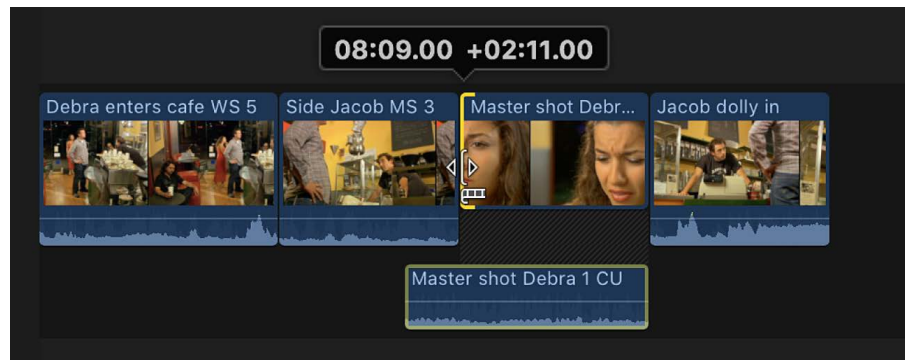 08:09.00 +02:11.00
Debra enters cafe WS 5
Side Jacob MS 3
Master shot Debr...
Jacob dolly in
Master shot Debra 1 CU